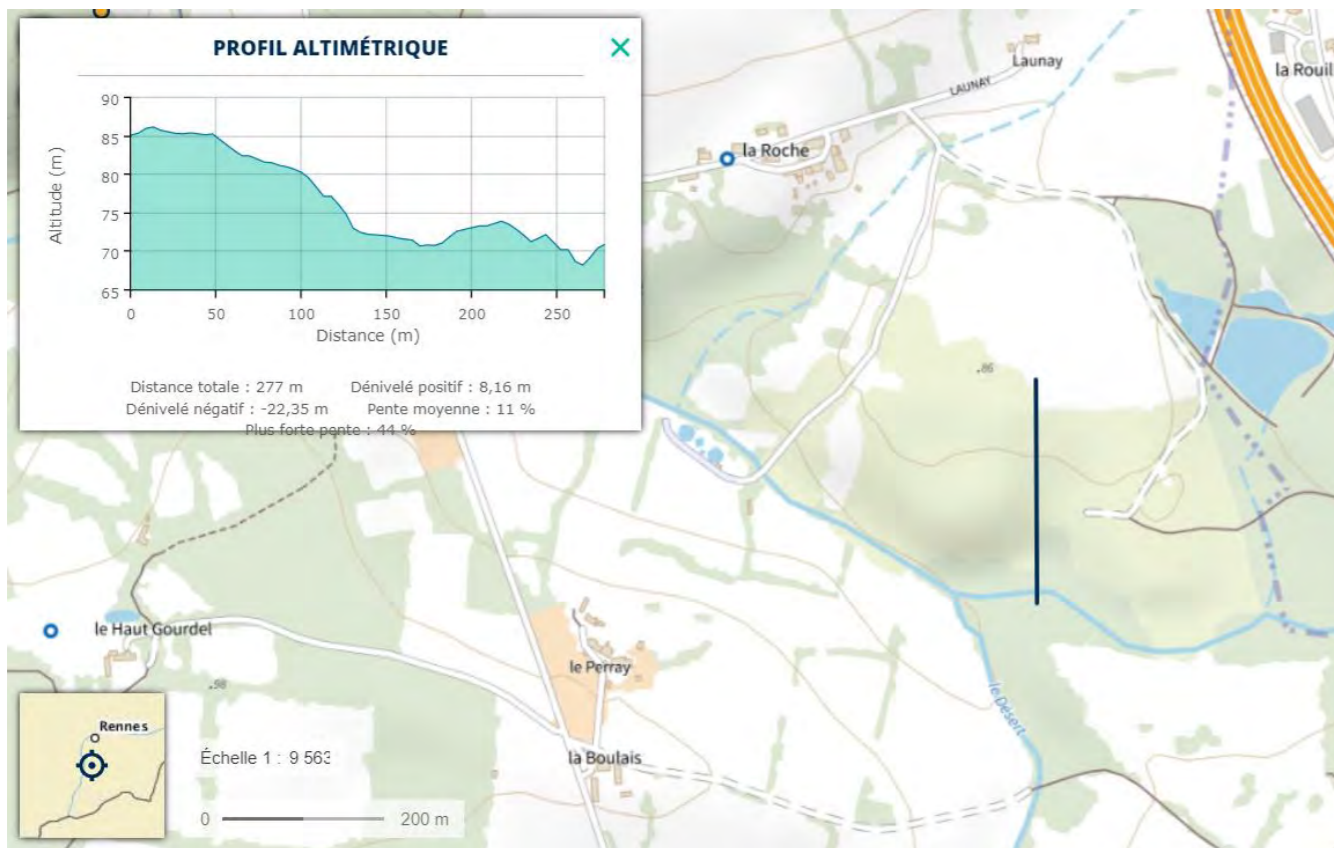 PROFIL ALTIMÉTRIQUE
90
85
80
75
70
65
Altitude (m)
0 50 100 150 200 250
Distance (m)
Distance totale : 277 m Dénivelé positif : 8,16 m
Dénivelé négatif : -22,35 m Pente moyenne : 11 %
Plus forte pente : 44 %
Launay
LAUNAY
la Rouil
la Roche
.86
le Haut Gourdel
le Perray
.98
le Désert
la Boulais
Rennes
Échelle 1 : 9 563
0 200 m